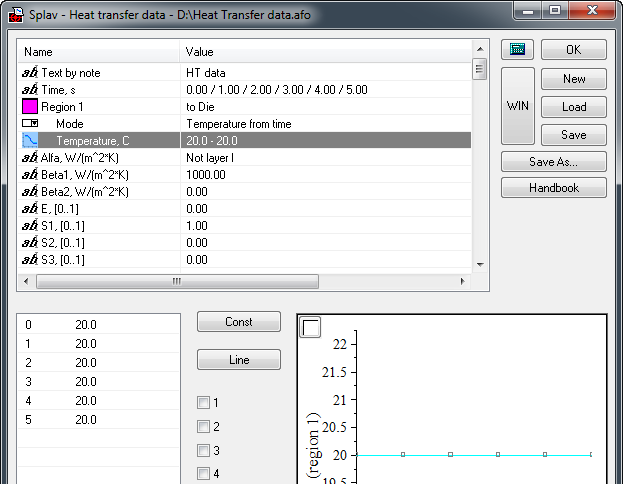 Splav - Heat transfer data - D:\Heat Transfer data.afo
Name Value
Text by note HT data
Time, s 0.00 / 1.00 / 2.00 / 3.00 / 4.00 / 5.00
Region 1 to Die
Mode Temperature from time
Temperature, C 20.0 - 20.0
Alfa, W/(m^2*K) Not layer I
Beta1, W/(m^2*K) 1000.00
Beta2, W/(m^2*K) 0.00
E, [0..1] 0.00
S1, [0..1] 1.00
S2, [0..1] 0.00
S3, [0..1] 0.00
OK
WIN
New
Load
Save
Save As...
Handbook
0 20.0
1 20.0
2 20.0
3 20.0
4 20.0
5 20.0
Const
Line
1
2
3
4
22
21.5
21
20.5
20
19.5
(region 1)